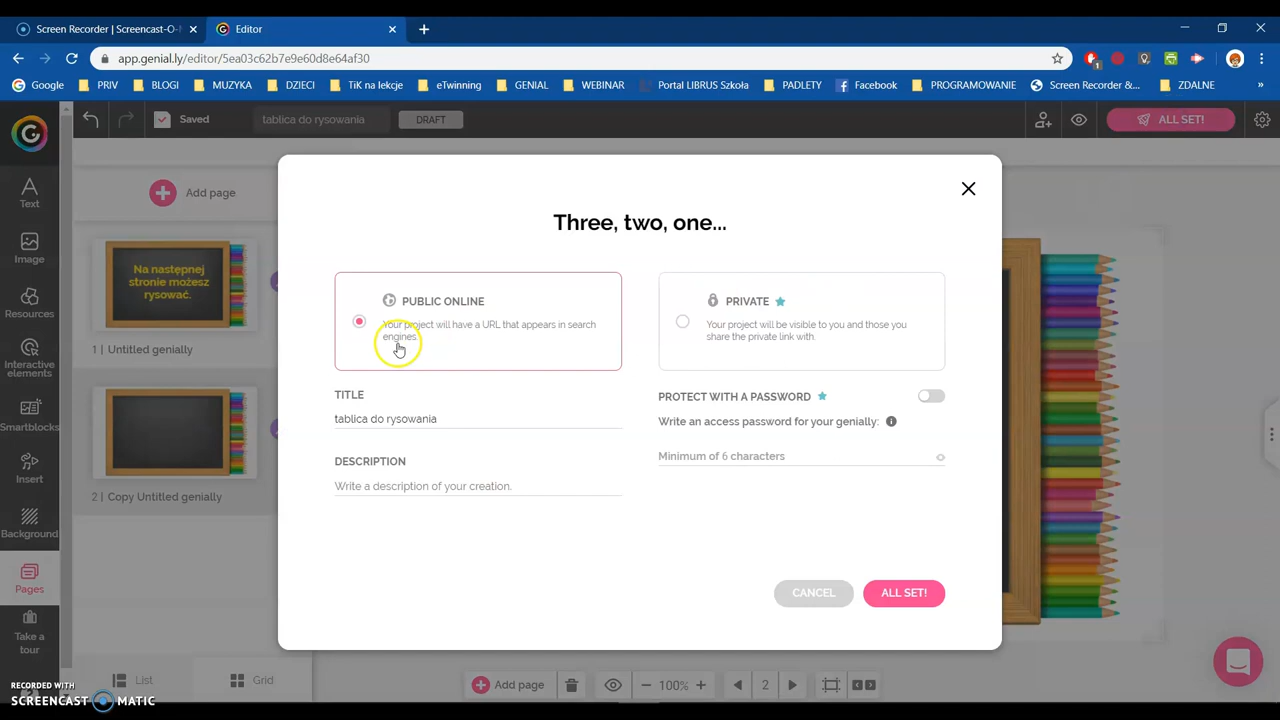 Screen Recorder | Screencast-O-M
Editor
app.genial.ly/editor/5ea03c62b7e9e60d8e64af30
1
Google
PRIV
BLOGI
MUZYKA
DZIECI
TiK na lekcje
eTwinning
GENIAL
WEBINAR
Portal LIBRUS Szkoła
PADLETY
Facebook
PROGRAMOWANIE
Screen Recorder &...
ZDALNE
»
Saved
tablica do rysowania
DRAFT
ALL SET!
Text
Image
Resources
Interactive
elements
Smartblocks
Insert
Background
Pages
Take a
tour
Add page
Na następnej
stronie możesz
rysować.
1 | Untitled genially
2 | Copy Untitled genially
List
Grid
Three, two, one...
PUBLIC ONLINE
Your project will have a URL that appears in search
engines.
PRIVATE
Your project will be visible to you and those you
share the private link with.
TITLE
tablica do rysowania
DESCRIPTION
Write a description of your creation.
PROTECT WITH A PASSWORD
Write an access password for your genially:
Minimum of 6 characters
CANCEL
ALL SET!
Add page
100%
2
RECORDED WITH
SCREENCAST MATIC